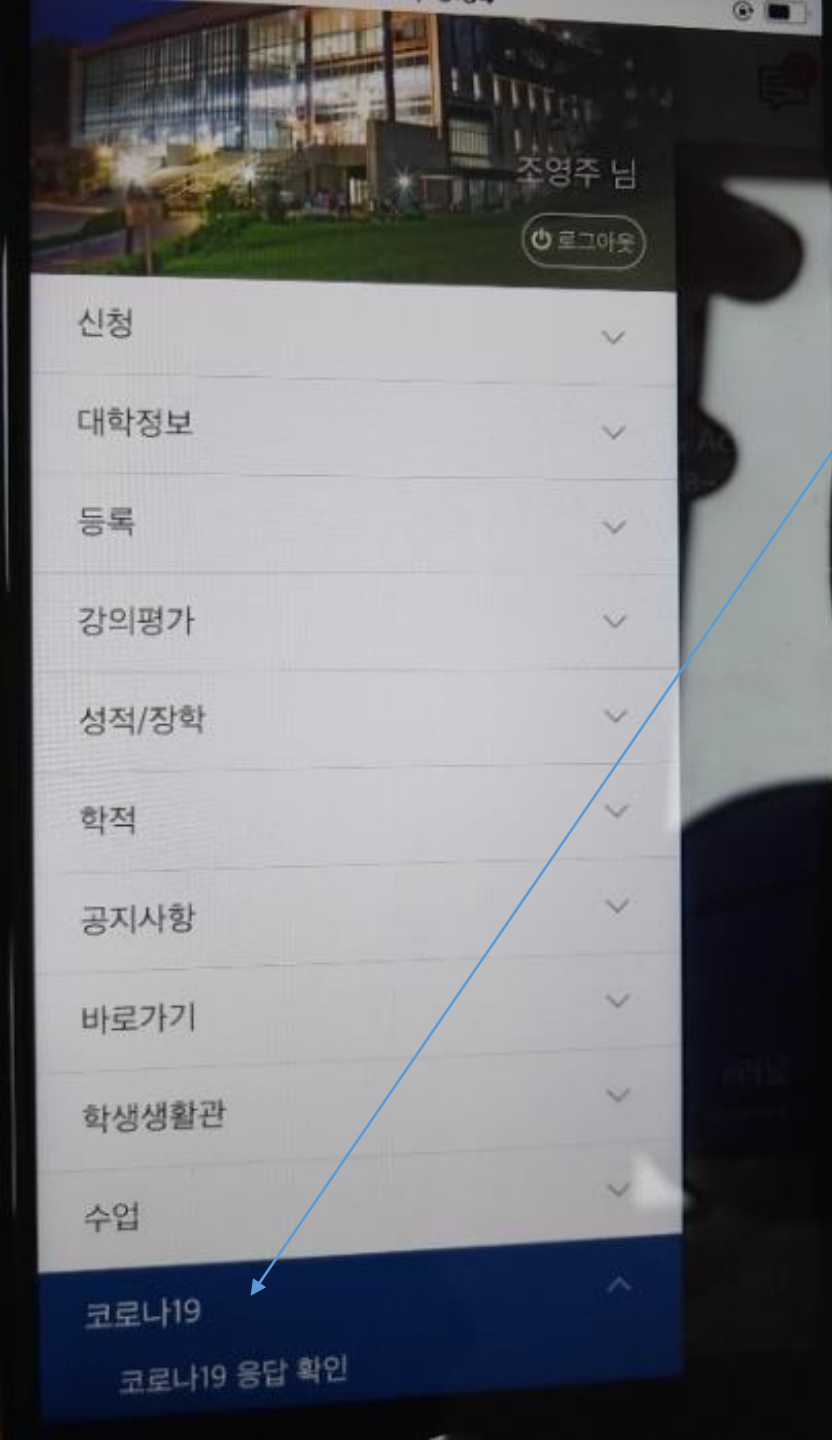 조영주 님
로그아웃
신청
대학정보
등록
강의평가
성적/장학
학적
공지사항
바로가기
학생생활관
수업
코로나19
코로나19 응답 확인